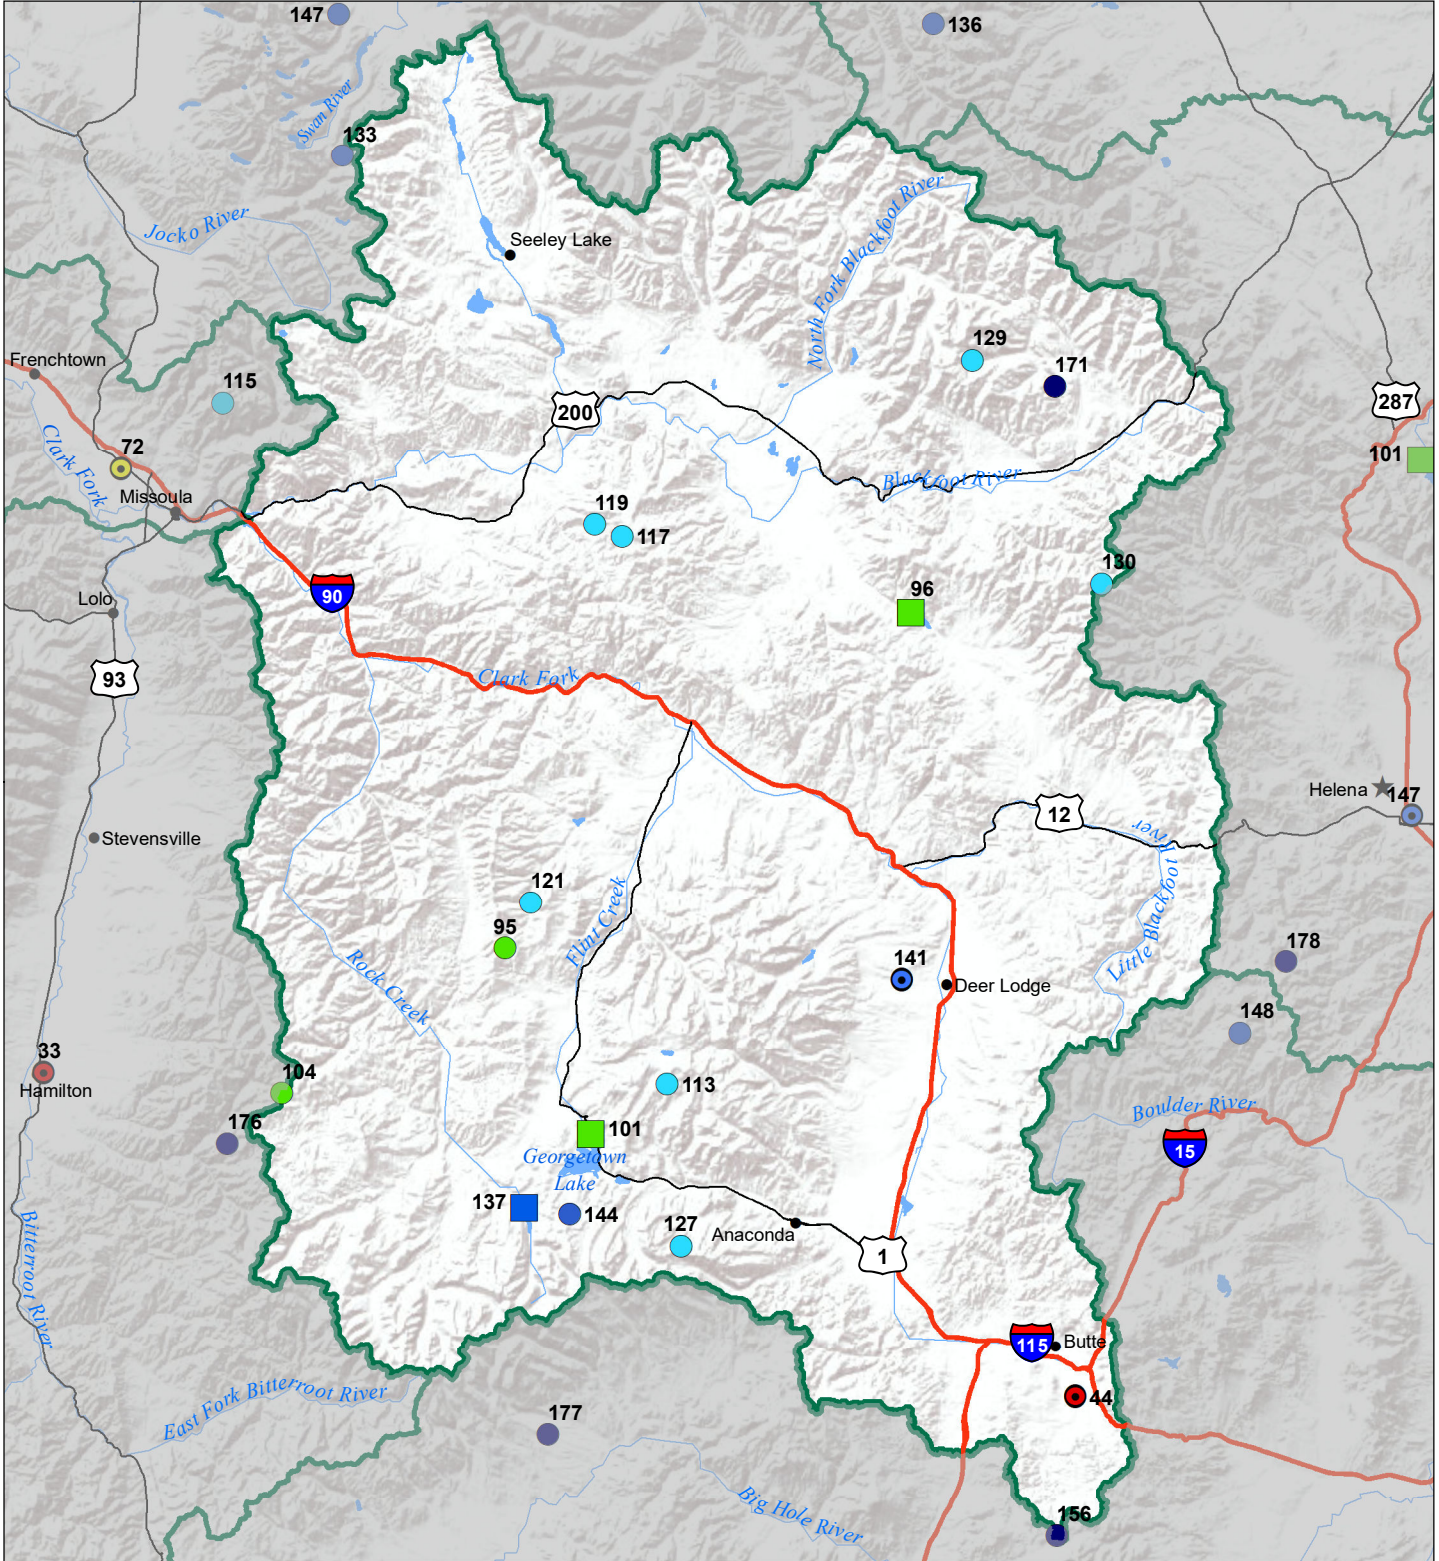 147
136
Swan River
133
Jocko River
North Fork Blackfoot River
Seeley Lake
129
171
Frenchtown
115
200
287
Clark Fork
72
101
Missoula
Blackfoot River
119
117
130
96
90
Lolo
93
Clark Fork
12
Helena
147
Little Blackfoot River
Stevensville
121
95
Flint Creek
141
Deer Lodge
178
Rock Creek
148
33
Hamilton
104
113
176
101
Georgetown
Lake
Boulder River
15
137
144
127
Anaconda
1
Bitterroot River
115
Butte
44
East Fork Bitterroot River
177
Big Hole River
156